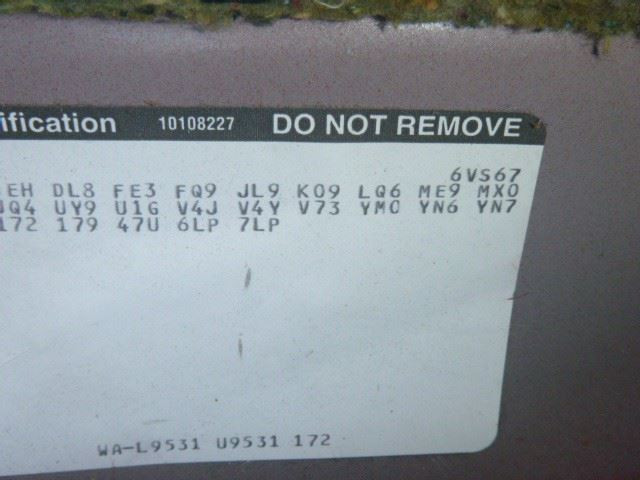 ification 10108227 DO NOT REMOVE
6VS67
EH DL8 FE3 FQ9 JL9 K09 LQ6 ME9 MX0
UQ4 UY9 U1G V4J V4Y V73 YM0 YN6 YN7
172 179 47U 6LP 7LP
WA-L9531 U9531 172